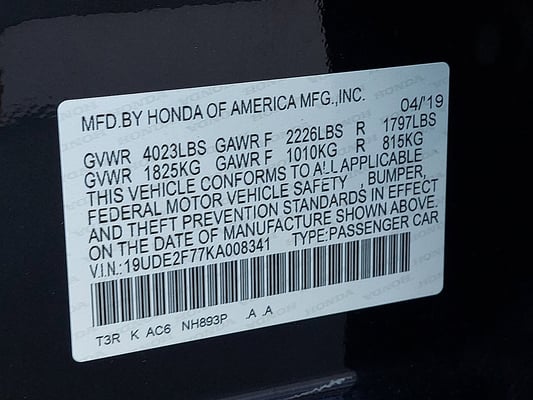 MFD.BY HONDA OF AMERICA MFG.,INC. 04/'19
GVWR 4023LBS GAWR F 2226LBS R 1797LBS
GVWR 1825KG GAWR F 1010KG R 815KG
THIS VEHICLE CONFORMS TO ALL APPLICABLE
FEDERAL MOTOR VEHICLE SAFETY , BUMPER,
AND THEFT PREVENTION STANDARDS IN EFFECT
ON THE DATE OF MANUFACTURE SHOWN ABOVE.
V.I.N.:19UDE2F77KA008341 TYPE:PASSENGER CAR
T3R K AC6 NH893P .A .A